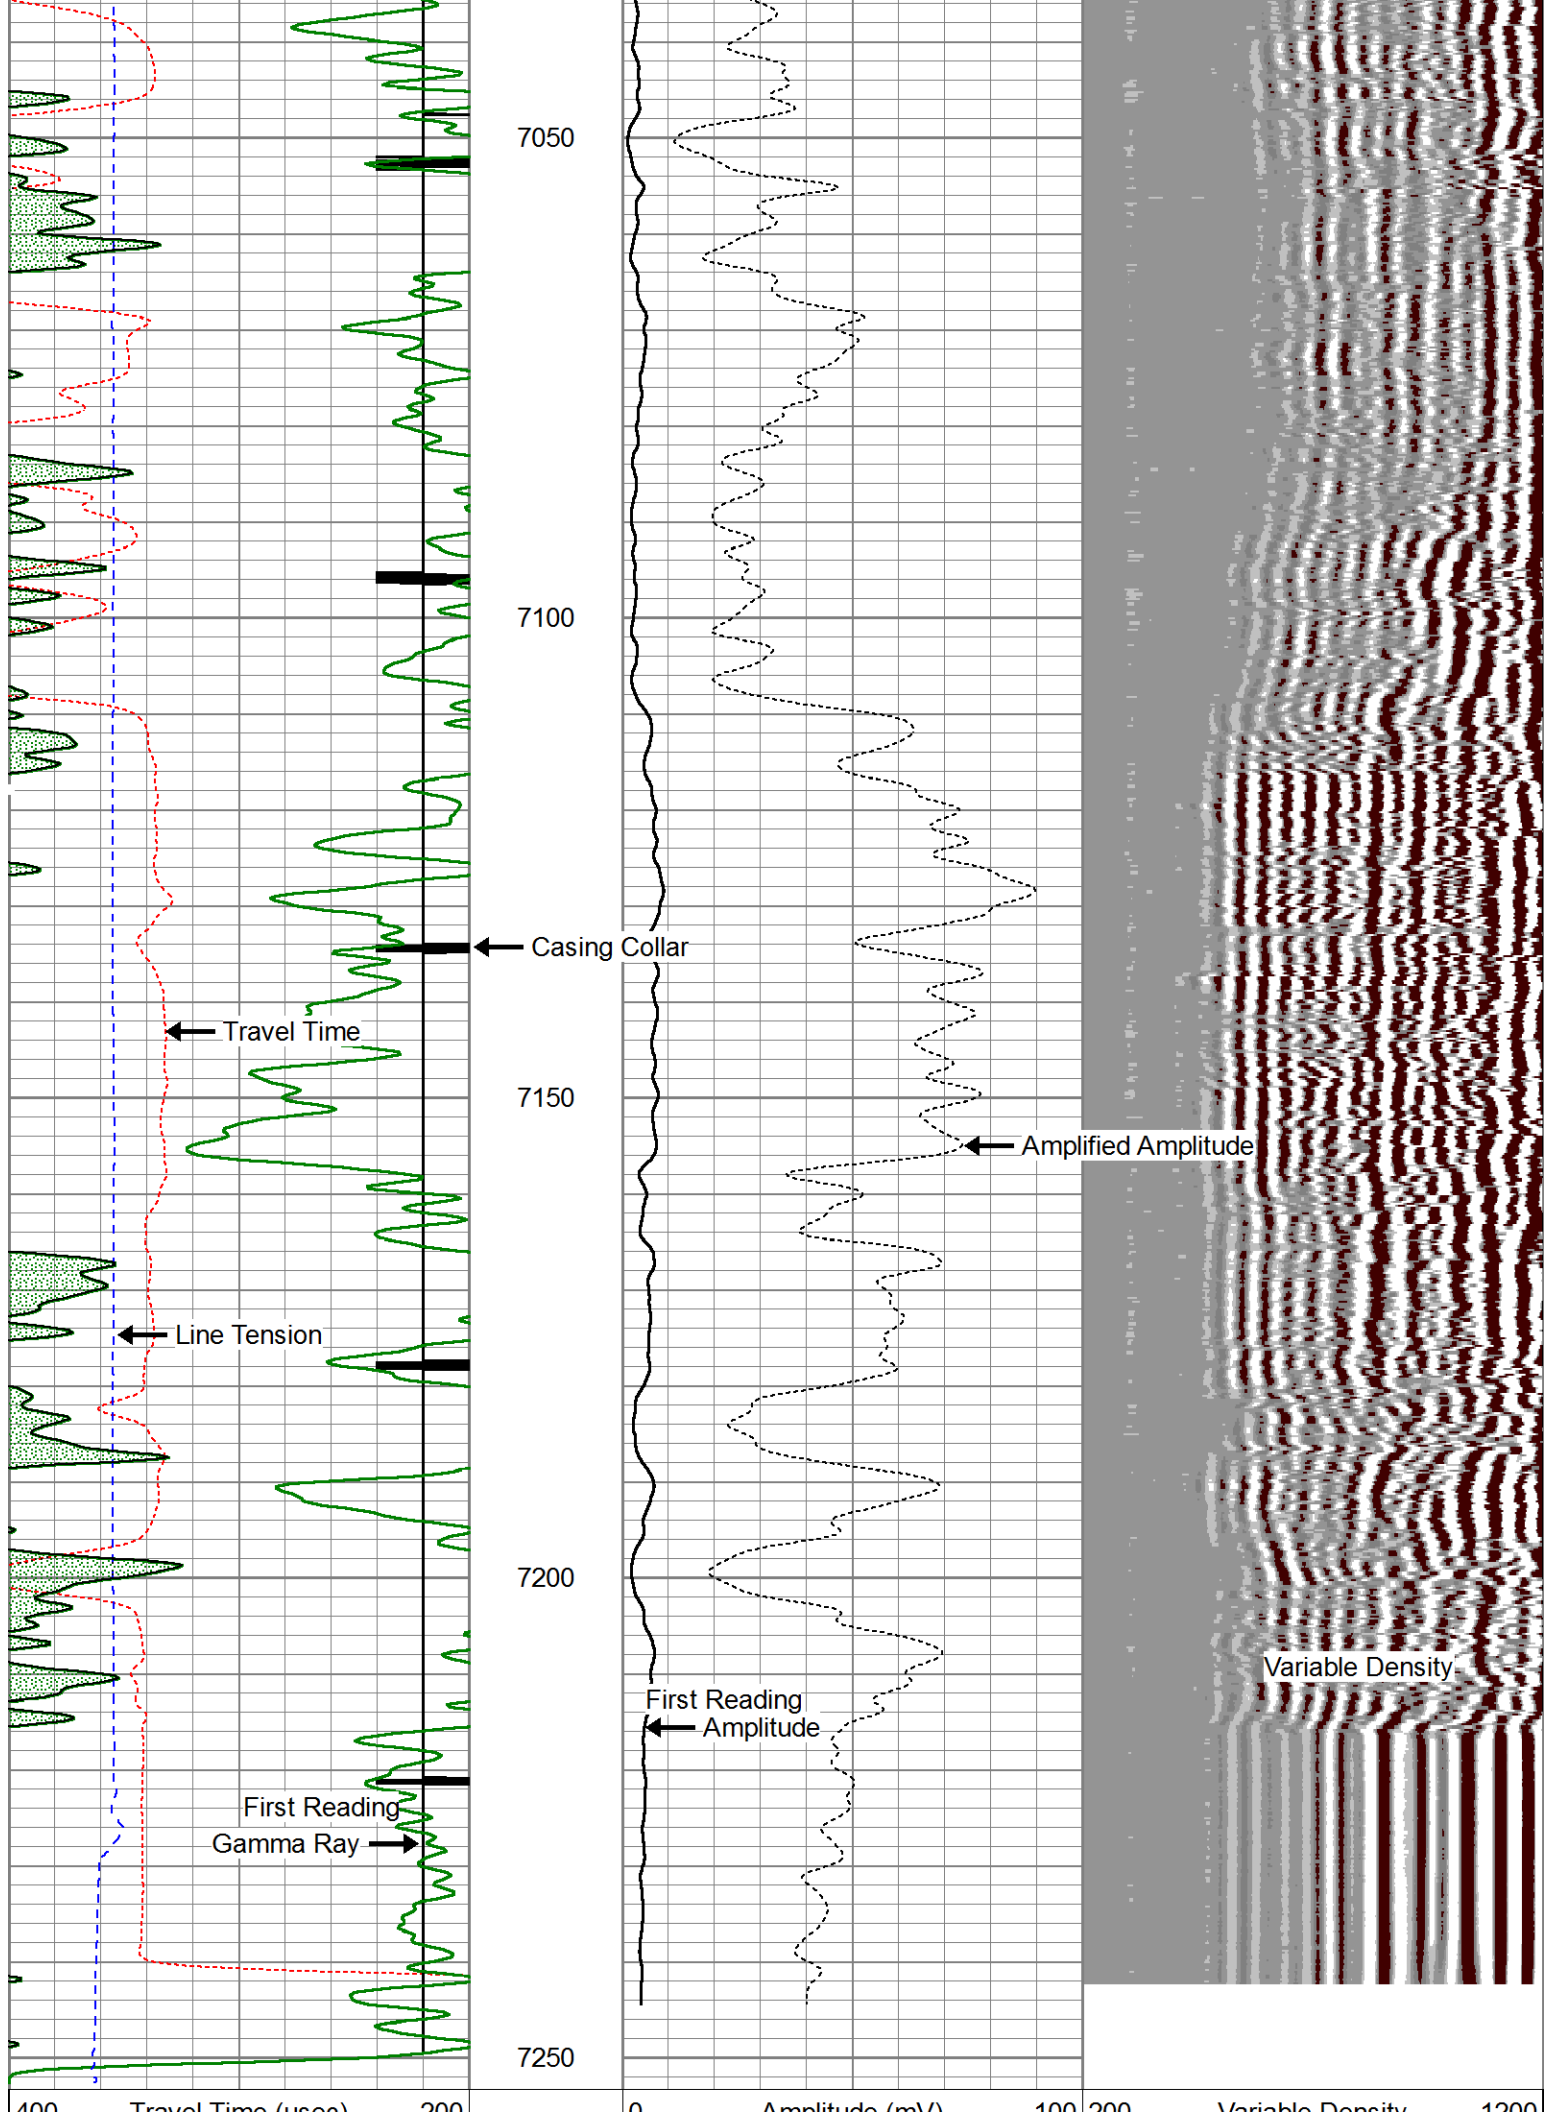 7050
7100
Casing Collar
Travel Time
7150
Amplified Amplitude
Line Tension
7200
Variable Density
First Reading
Amplitude
First Reading
Gamma Ray
7250
400 Travel Time (usec) 200 0 Amplitude (mV) 100 200 Variable Density 1200